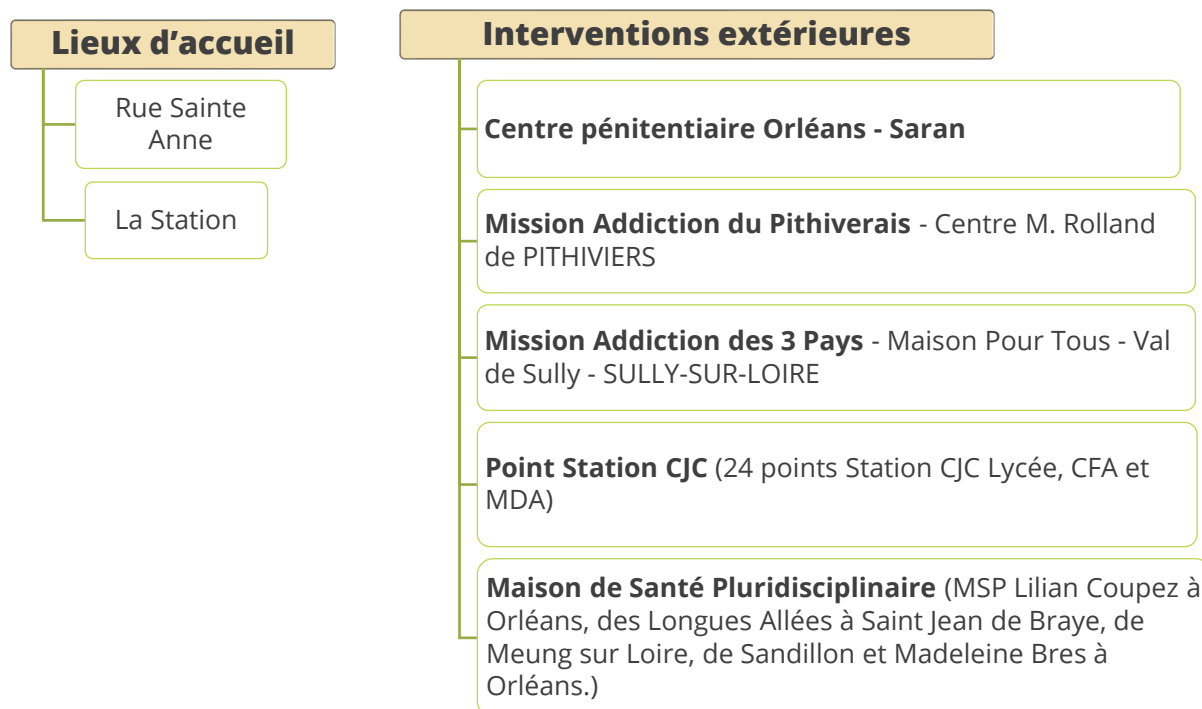 Lieux d’accueil
Rue Sainte
Anne
La Station
Interventions extérieures
Centre pénitentiaire Orléans - Saran
Mission Addiction du Pithiverais - Centre M. Rolland
de PITHIVIERS
Mission Addiction des 3 Pays - Maison Pour Tous - Val
de Sully - SULLY-SUR-LOIRE
Point Station CJC (24 points Station CJC Lycée, CFA et
MDA)
Maison de Santé Pluridisciplinaire (MSP Lilian Coupez à
Orléans, des Longues Allées à Saint Jean de Braye, de
Meung sur Loire, de Sandillon et Madeleine Bres à
Orléans.)